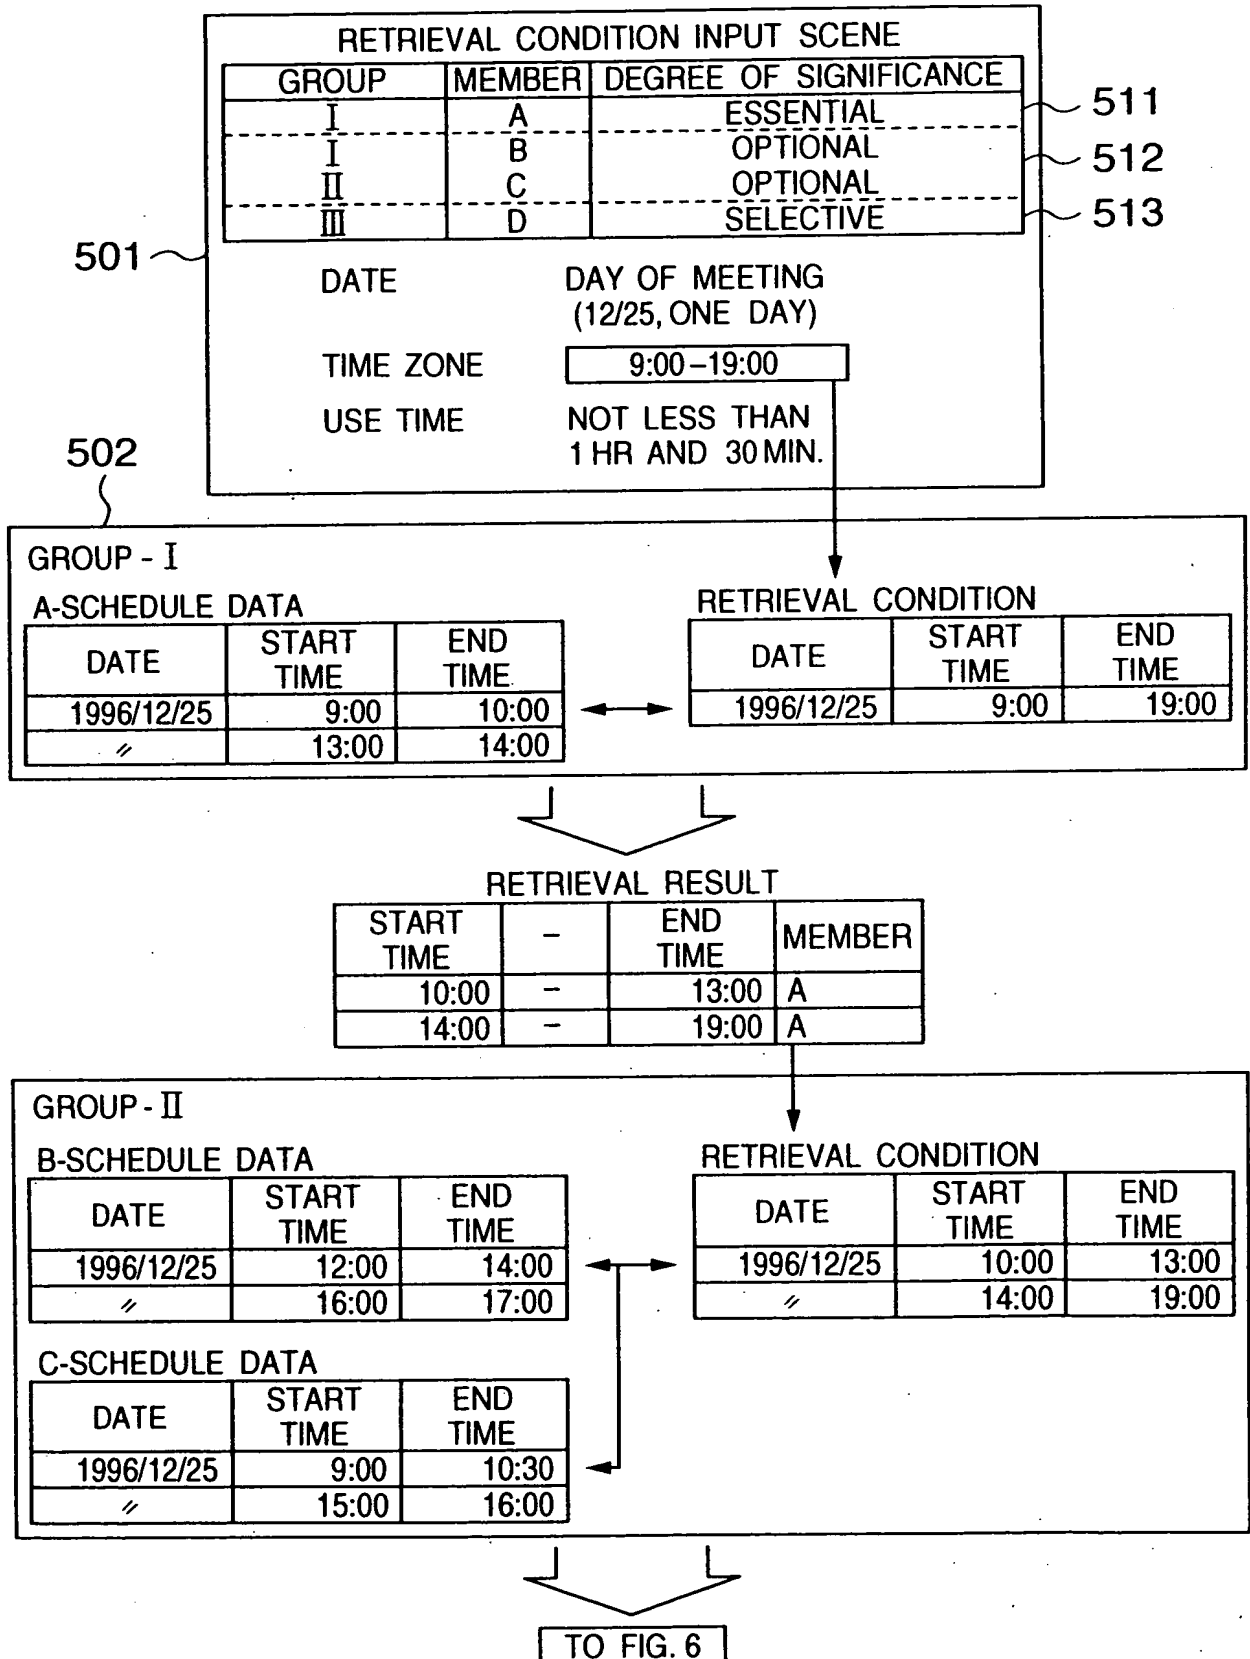 RETRIEVAL CONDITION INPUT SCENE
GROUP MEMBER DEGREE OF SIGNIFICANCE
I A ESSENTIAL 511
I B OPTIONAL 512
II C OPTIONAL
III D SELECTIVE 513
501
DATE DAY OF MEETING
(12/25, ONE DAY)
TIME ZONE 9:00–19:00
USE TIME NOT LESS THAN
1 HR AND 30 MIN.
502
GROUP - I
A-SCHEDULE DATA
DATE START TIME END TIME
1996/12/25 9:00 10:00
〃 13:00 14:00
RETRIEVAL CONDITION
DATE START TIME END TIME
1996/12/25 9:00 19:00
RETRIEVAL RESULT
START TIME – END TIME MEMBER
10:00 – 13:00 A
14:00 – 19:00 A
GROUP - II
B-SCHEDULE DATA
DATE START TIME END TIME
1996/12/25 12:00 14:00
〃 16:00 17:00
RETRIEVAL CONDITION
DATE START TIME END TIME
1996/12/25 10:00 13:00
〃 14:00 19:00
C-SCHEDULE DATA
DATE START TIME END TIME
1996/12/25 9:00 10:30
〃 15:00 16:00
TO FIG. 6